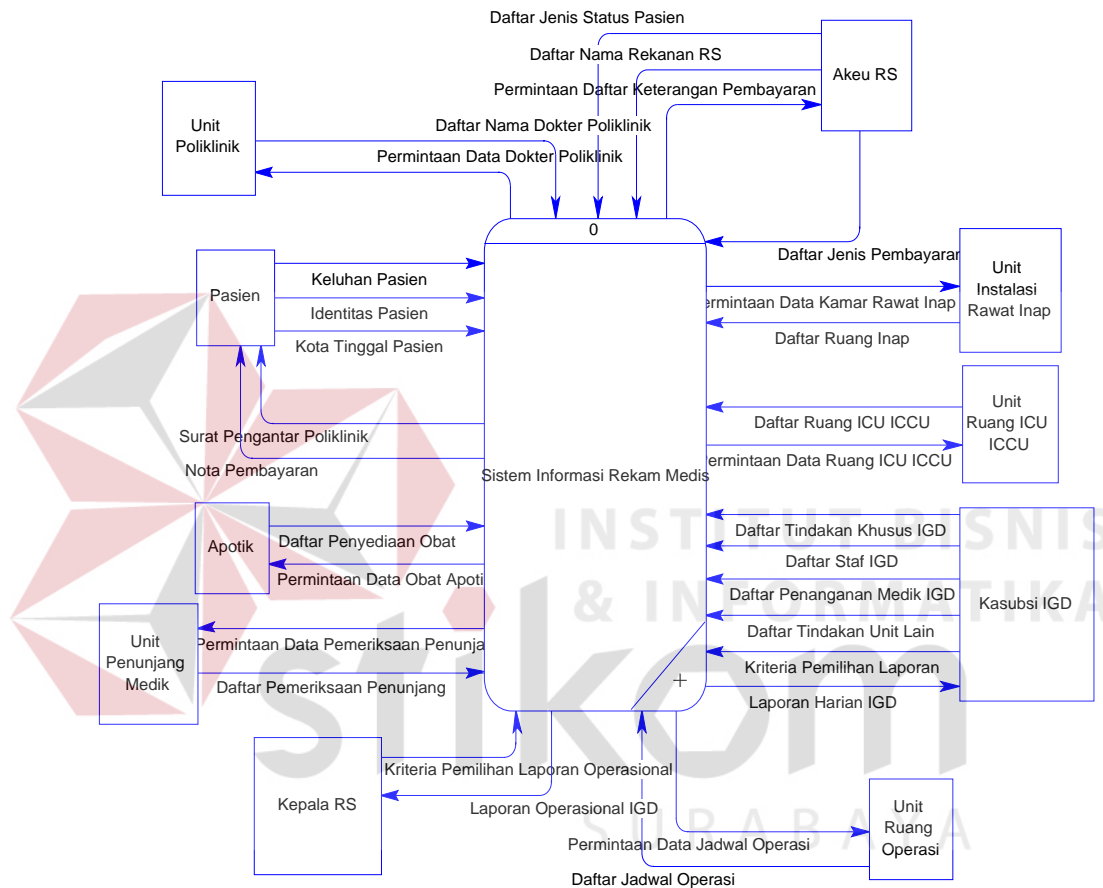 Daftar Jenis Status Pasien
Daftar Nama Rekanan RS
Akeu RS
Permintaan Daftar Keterangan Pembayaran
Unit
Poliklinik
Daftar Nama Dokter Poliklinik
Permintaan Data Dokter Poliklinik
0
Daftar Jenis Pembayaran
Keluhan Pasien
Pasien
Identitas Pasien
Kota Tinggal Pasien
Unit
Instalasi
Rawat Inap
ermintaan Data Kamar Rawat Inap
Daftar Ruang Inap
Surat Pengantar Poliklinik
Nota Pembayaran
Unit
Ruang ICU
ICCU
Daftar Ruang ICU ICCU
Permintaan Data Ruang ICU ICCU
Sistem Informasi Rekam Medis
Apotik
Daftar Penyediaan Obat
Permintaan Data Obat Apoti
INSTITUT BISNIS
& INFORMATIKA
stikom
SURABAYA
Daftar Tindakan Khusus IGD
Daftar Staf IGD
Daftar Penanganan Medik IGD
Kasubsi IGD
Daftar Tindakan Unit Lain
Kriteria Pemilihan Laporan
Laporan Harian IGD
Unit
Penunjang
Medik
Permintaan Data Pemeriksaan Penunja
Daftar Pemeriksaan Penunjang
Kepala RS
Kriteria Pemilihan Laporan Operasional
Laporan Operasional IGD
Unit
Ruang
Operasi
Permintaan Data Jadwal Operasi
Daftar Jadwal Operasi